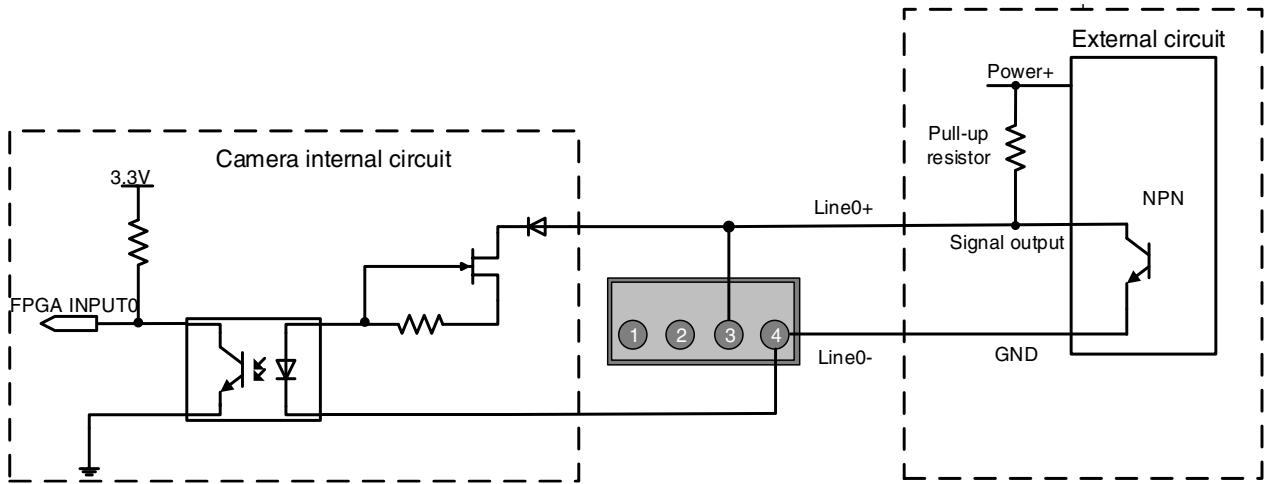 External circuit
Power+
Pull-up
resistor
Camera internal circuit
3.3V
NPN
Line0+
Signal output
FPGA INPUT0
1 2 3 4
Line0-
GND